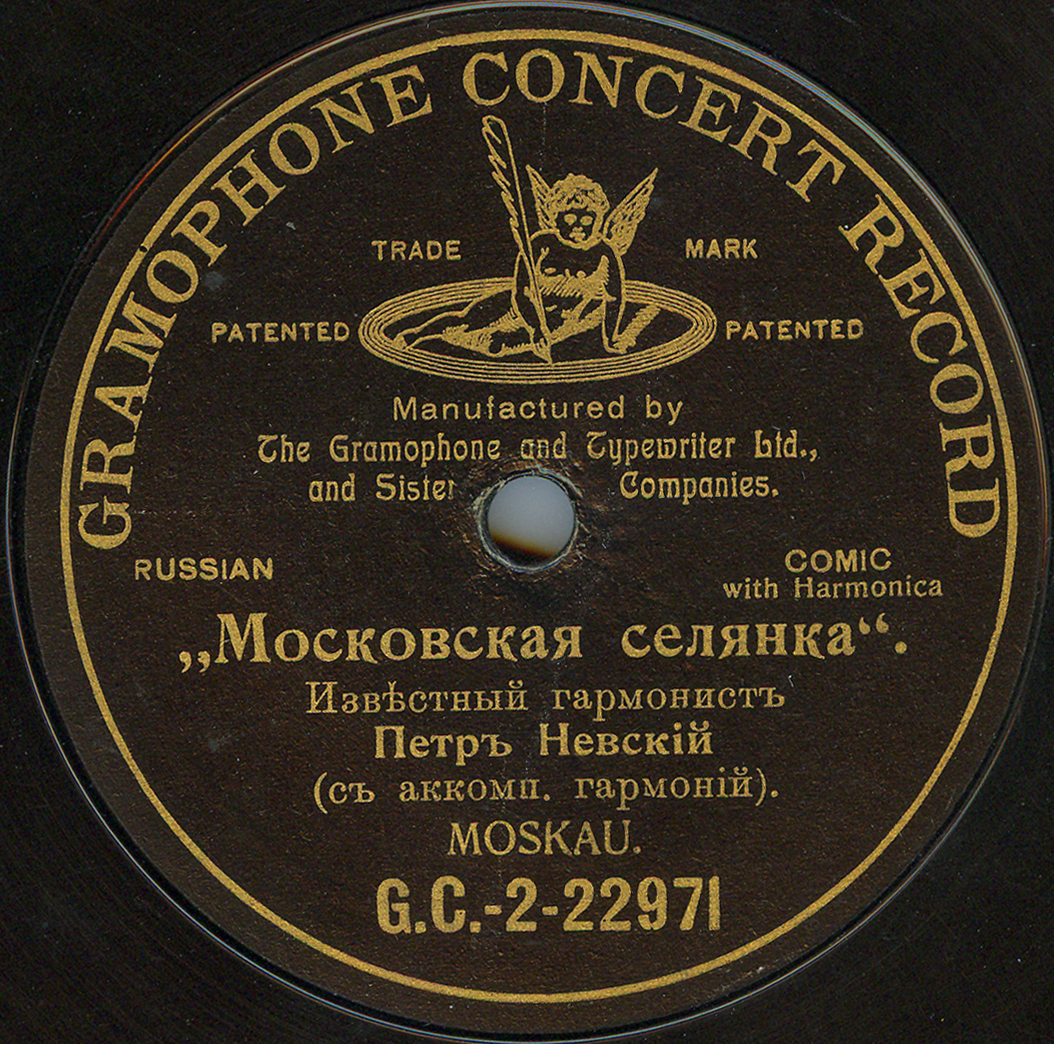 GRAMOPHONE CONCERT RECORD
TRADE MARK
PATENTED PATENTED
Manufactured by
The Gramophone and Typewriter Ltd.,
and Sister Companies.
RUSSIAN
COMIC
with Harmonica
„Московская селянка“.
Извѣстный гармонистъ
Петръ Невскій
(съ аккомп. гармоній).
MOSKAU.
G.C.-2-22971